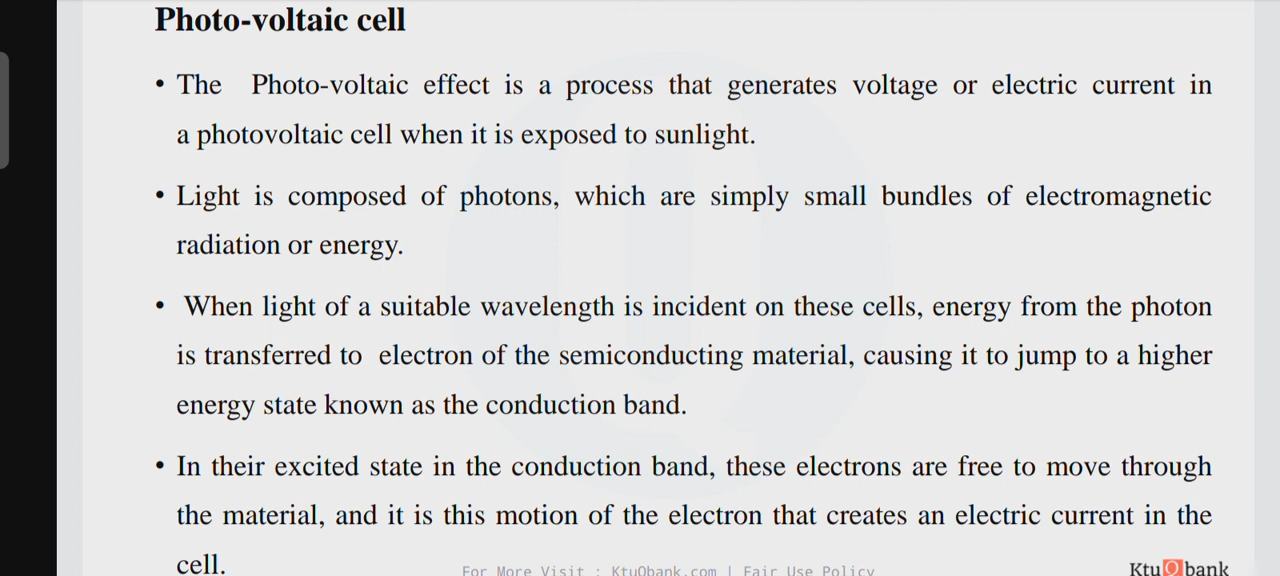 Photo-voltaic cell
• The Photo-voltaic effect is a process that generates voltage or electric current in
a photovoltaic cell when it is exposed to sunlight.
• Light is composed of photons, which are simply small bundles of electromagnetic
radiation or energy.
• When light of a suitable wavelength is incident on these cells, energy from the photon
is transferred to electron of the semiconducting material, causing it to jump to a higher
energy state known as the conduction band.
• In their excited state in the conduction band, these electrons are free to move through
the material, and it is this motion of the electron that creates an electric current in the
cell.
For More Visit : KtuQbank.com | Fair Use Policy
KtuQbank